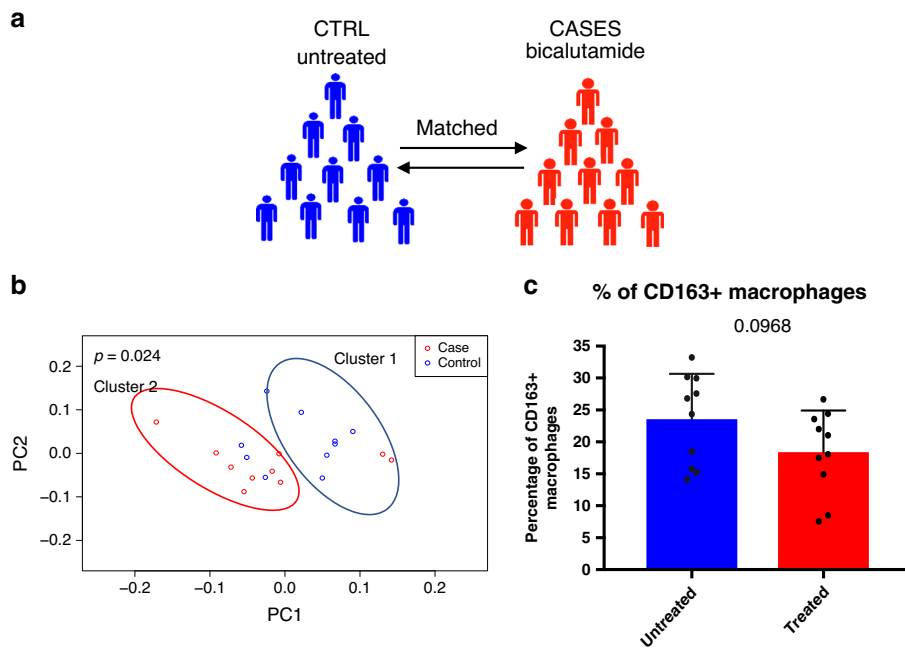 a
CTRL
untreated
CASES
bicalutamide
Matched
b
p = 0.024
Cluster 2
Cluster 1
Case
Control
0.2
0.1
0.0
−0.1
−0.2
PC2
−0.2
−0.1
0.0
0.1
0.2
PC1
c
% of CD163+ macrophages
0.0968
Percentage of CD163+
macrophages
35
30
25
20
15
10
5
0
Untreated
Treated